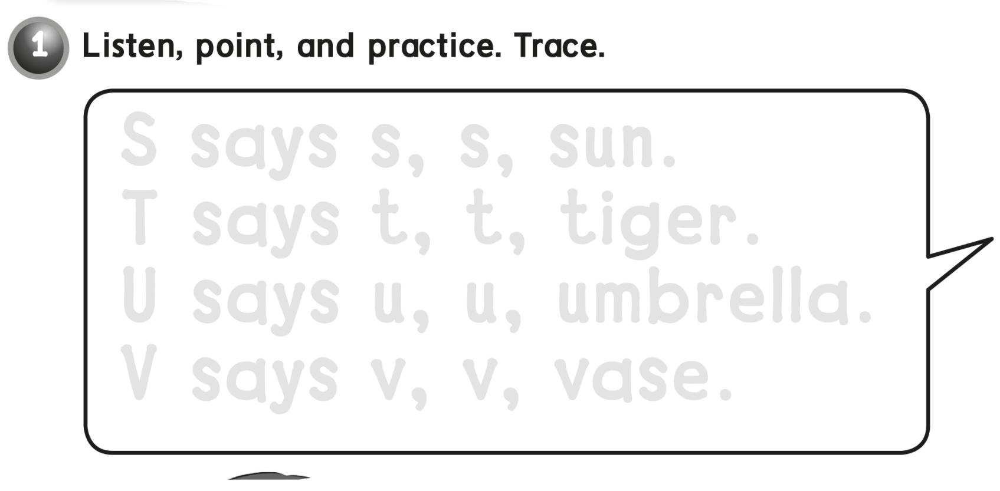 1 Listen, point, and practice. Trace.
S says s, s, sun.
T says t, t, tiger.
U says u, u, umbrella.
V says v, v, vase.